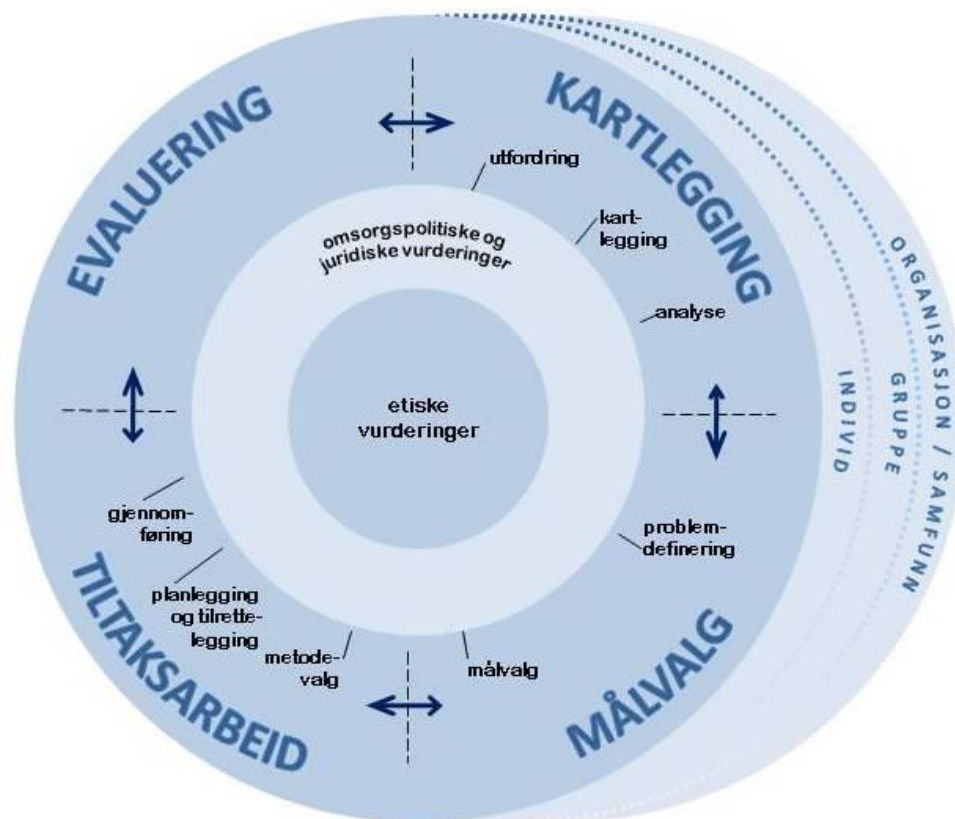 EVALUERING
KARTLEGGING
utfordring
kart-
legging
analyse
omsorgspolitiske og
juridiske vurderinger
etiske
vurderinger
INDIVID
GRUPPE
ORGANISASJON / SAMFUNN
problem-
definering
målvalg
MÅLVALG
metode-
valg
planlegging
og tilrette-
legging
gjennom-
føring
TILTAKSARBEID